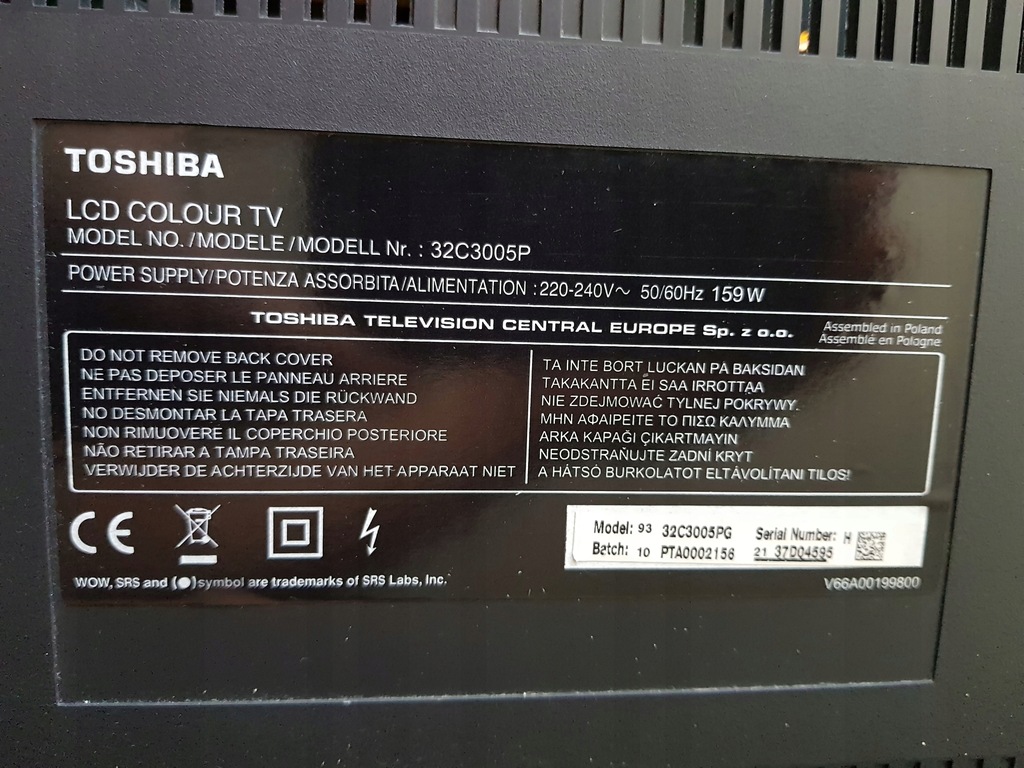 TOSHIBA
LCD COLOUR TV
MODEL NO./MODELE/MODELL Nr. : 32C3005P
POWER SUPPLY/POTENZA ASSORBITA/ALIMENTATION :220-240V～ 50/60Hz 159W
TOSHIBA TELEVISION CENTRAL EUROPE Sp. z o.o.
Assembled in Poland
Assemblé en Pologne
DO NOT REMOVE BACK COVER
NE PAS DEPOSER LE PANNEAU ARRIERE
ENTFERNEN SIE NIEMALS DIE RÜCKWAND
NO DESMONTAR LA TAPA TRASERA
NON RIMUOVERE IL COPERCHIO POSTERIORE
NÃO RETIRAR A TAMPA TRASEIRA
VERWIJDER DE ACHTERZIJDE VAN HET APPARAAT NIET
TA INTE BORT LUCKAN PA BAKSIDAN
TAKAKANTTA EI SAA IRROTTAA
NIE ZDEJMOWAĆ TYLNEJ POKRYWY.
ΜΗΝ ΑΦΑΙΡΕΙΤΕ ΤΟ ΠΙΣΩ ΚΑΛΥΜΜΑ
ARKA KAPAĞI ÇIKARTMAYIN
NEODSTRAŇUJTE ZADNÍ KRYT
A HÁTSÓ BURKOLATOT ELTÁVOLÍTANI TILOS!
CE
Model: 93 32C3005PG
Batch: 10 PTA0002156
Serial Number: H
21 37D04595
WOW, SRS and (●) symbol are trademarks of SRS Labs, Inc.
V66A00199800